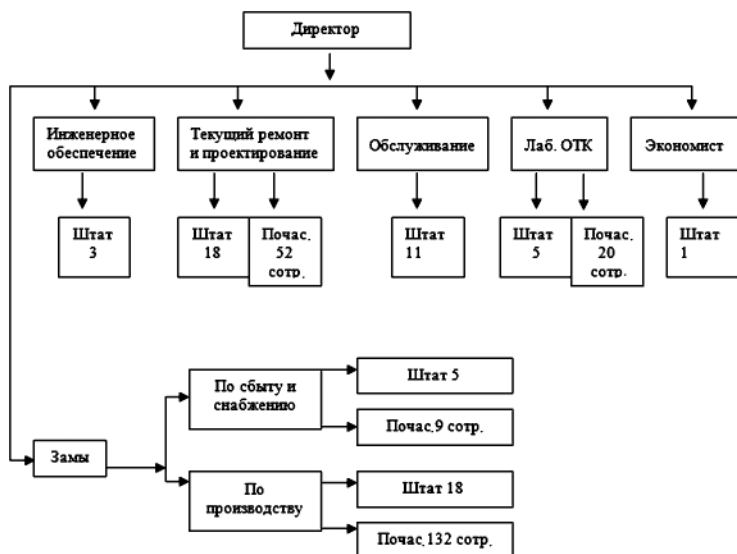 Директор
Инженерное
обеспечение
Текущий ремонт
и проектирование
Обслуживание
Лаб. ОТК
Экономист
Штат
3
Штат
18
Почас.
52
сотр.
Штат
11
Штат
5
Почас.
20
сотр.
Штат
1
По сбыту и
снабжению
Штат 5
Почас.9 сотр.
Замы
По
производству
Штат 18
Почас.132 сотр.